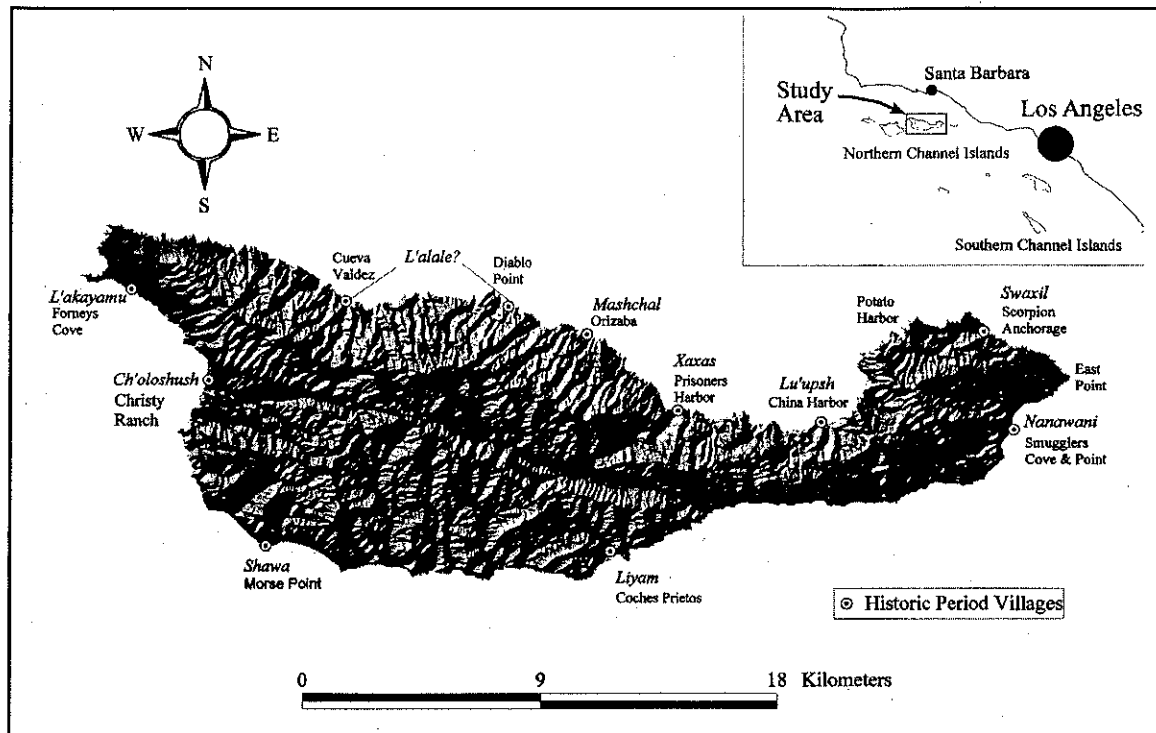 N
W
E
S
Santa Barbara
Study
Area
Los Angeles
Northern Channel Islands
Southern Channel Islands
L'akayamu
Forneys
Cove
Cueva
Valdez
L'alale?
Diablo
Point
Mashchal
Orizaba
Potato
Harbor
Swaxil
Scorpion
Anchorage
Ch'oloshush
Christy
Ranch
Xaxas
Prisoners
Harbor
Lu'upsh
China Harbor
East
Point
Nanawani
Smugglers
Cove & Point
Shawa
Morse Point
Liyam
Coches Prietos
Historic Period Villages
0
9
18 Kilometers